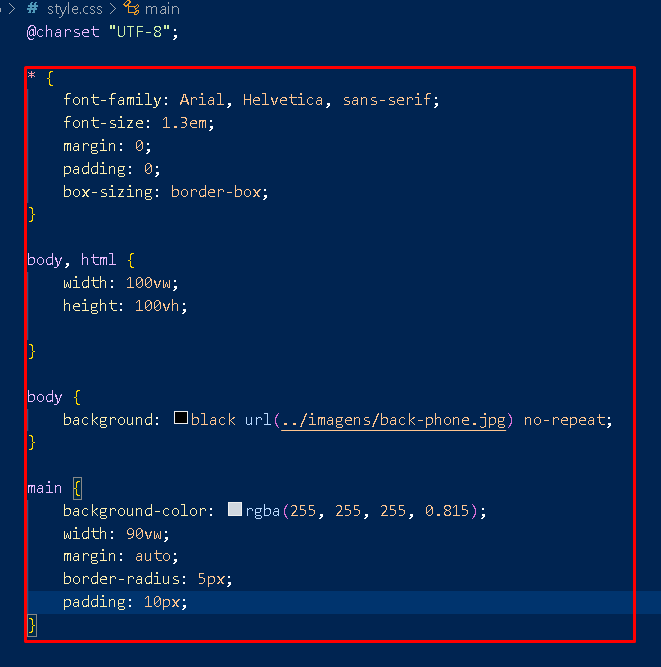 # style.css > main
@charset "UTF-8";
* {
    font-family: Arial, Helvetica, sans-serif;
    font-size: 1.3em;
    margin: 0;
    padding: 0;
    box-sizing: border-box;
}
body, html {
    width: 100vw;
    height: 100vh;
}
body {
    background: black url(../imagens/back-phone.jpg) no-repeat;
}
main {
    background-color: rgba(255, 255, 255, 0.815);
    width: 90vw;
    margin: auto;
    border-radius: 5px;
    padding: 10px;
}